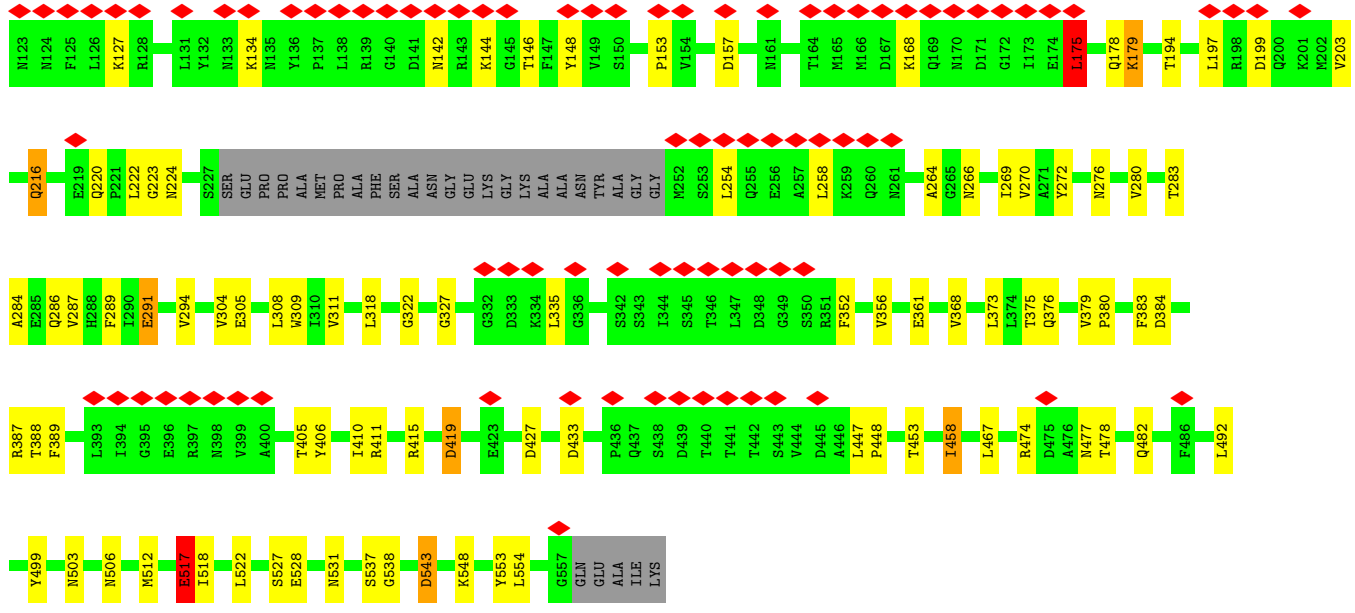 N123 N124 F125 L126 K127 R128 L131 Y132 N133 K134 N135 Y136 P137 L138 R139 G140 D141 N142 R143 K144 G145 T146 F147 Y148 V149 S150 P153 V154 D157 N161 T164 M165 M166 D167 K168 Q169 N170 D171 G172 I173 E174 L175 Q178 K179 T194 L197 R198 D199 Q200 K201 M202 V203
Q216 E219 Q220 P221 L222 G223 N224 S227 SER GLU PRO PRO ALA MET PRO ALA PHE SER ALA ASN GLY GLU LYS GLY LYS ALA ALA ASN TYR ALA GLY GLY M252 S253 L254 Q255 E256 A257 L258 K259 Q260 N261 A264 G265 N266 I269 V270 A271 Y272 N276 V280 T283
A284 E285 Q286 V287 H288 F289 I290 E291 V294 V304 E305 L308 W309 I310 V311 L318 G322 G327 G332 D333 K334 L335 G336 S342 S343 I344 S345 T346 L347 D348 G349 S350 R351 F352 V356 E361 V368 L373 L374 T375 Q376 V379 P380 F383 D384
R387 T388 F389 L393 I394 G395 E396 R397 N398 V399 A400 T405 Y406 I410 R411 R415 D419 E423 D427 D433 P436 Q437 S438 D439 T440 T441 T442 S443 V444 D445 A446 L447 P448 T453 I458 L467 R474 D475 A476 N477 T478 Q482 F486 L492
Y499 N503 N506 M512 E517 I518 L522 S527 E528 N531 S537 G538 D543 K548 Y553 L554 G557 GLN GLU ALA ILE LYS